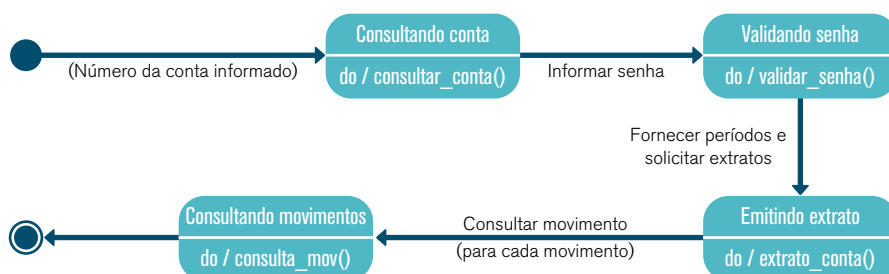 Consultando conta
do / consultar_conta()
(Número da conta informado)
Informar senha
Validando senha
do / validar_senha()
Fornecer períodos e
solicitar extratos
Emitindo extrato
do / extrato_conta()
Consultar movimento
(para cada movimento)
Consultando movimentos
do / consulta_mov()